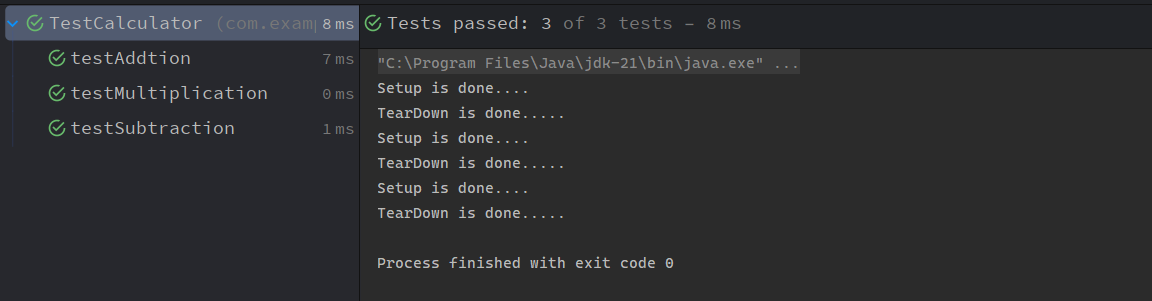 TestCalculator (com.examp 8 ms
testAddtion 7 ms
testMultiplication 0 ms
testSubtraction 1 ms
Tests passed: 3 of 3 tests – 8 ms
"C:\Program Files\Java\jdk-21\bin\java.exe" ...
Setup is done....
TearDown is done.....
Setup is done....
TearDown is done.....
Setup is done....
TearDown is done.....
Process finished with exit code 0